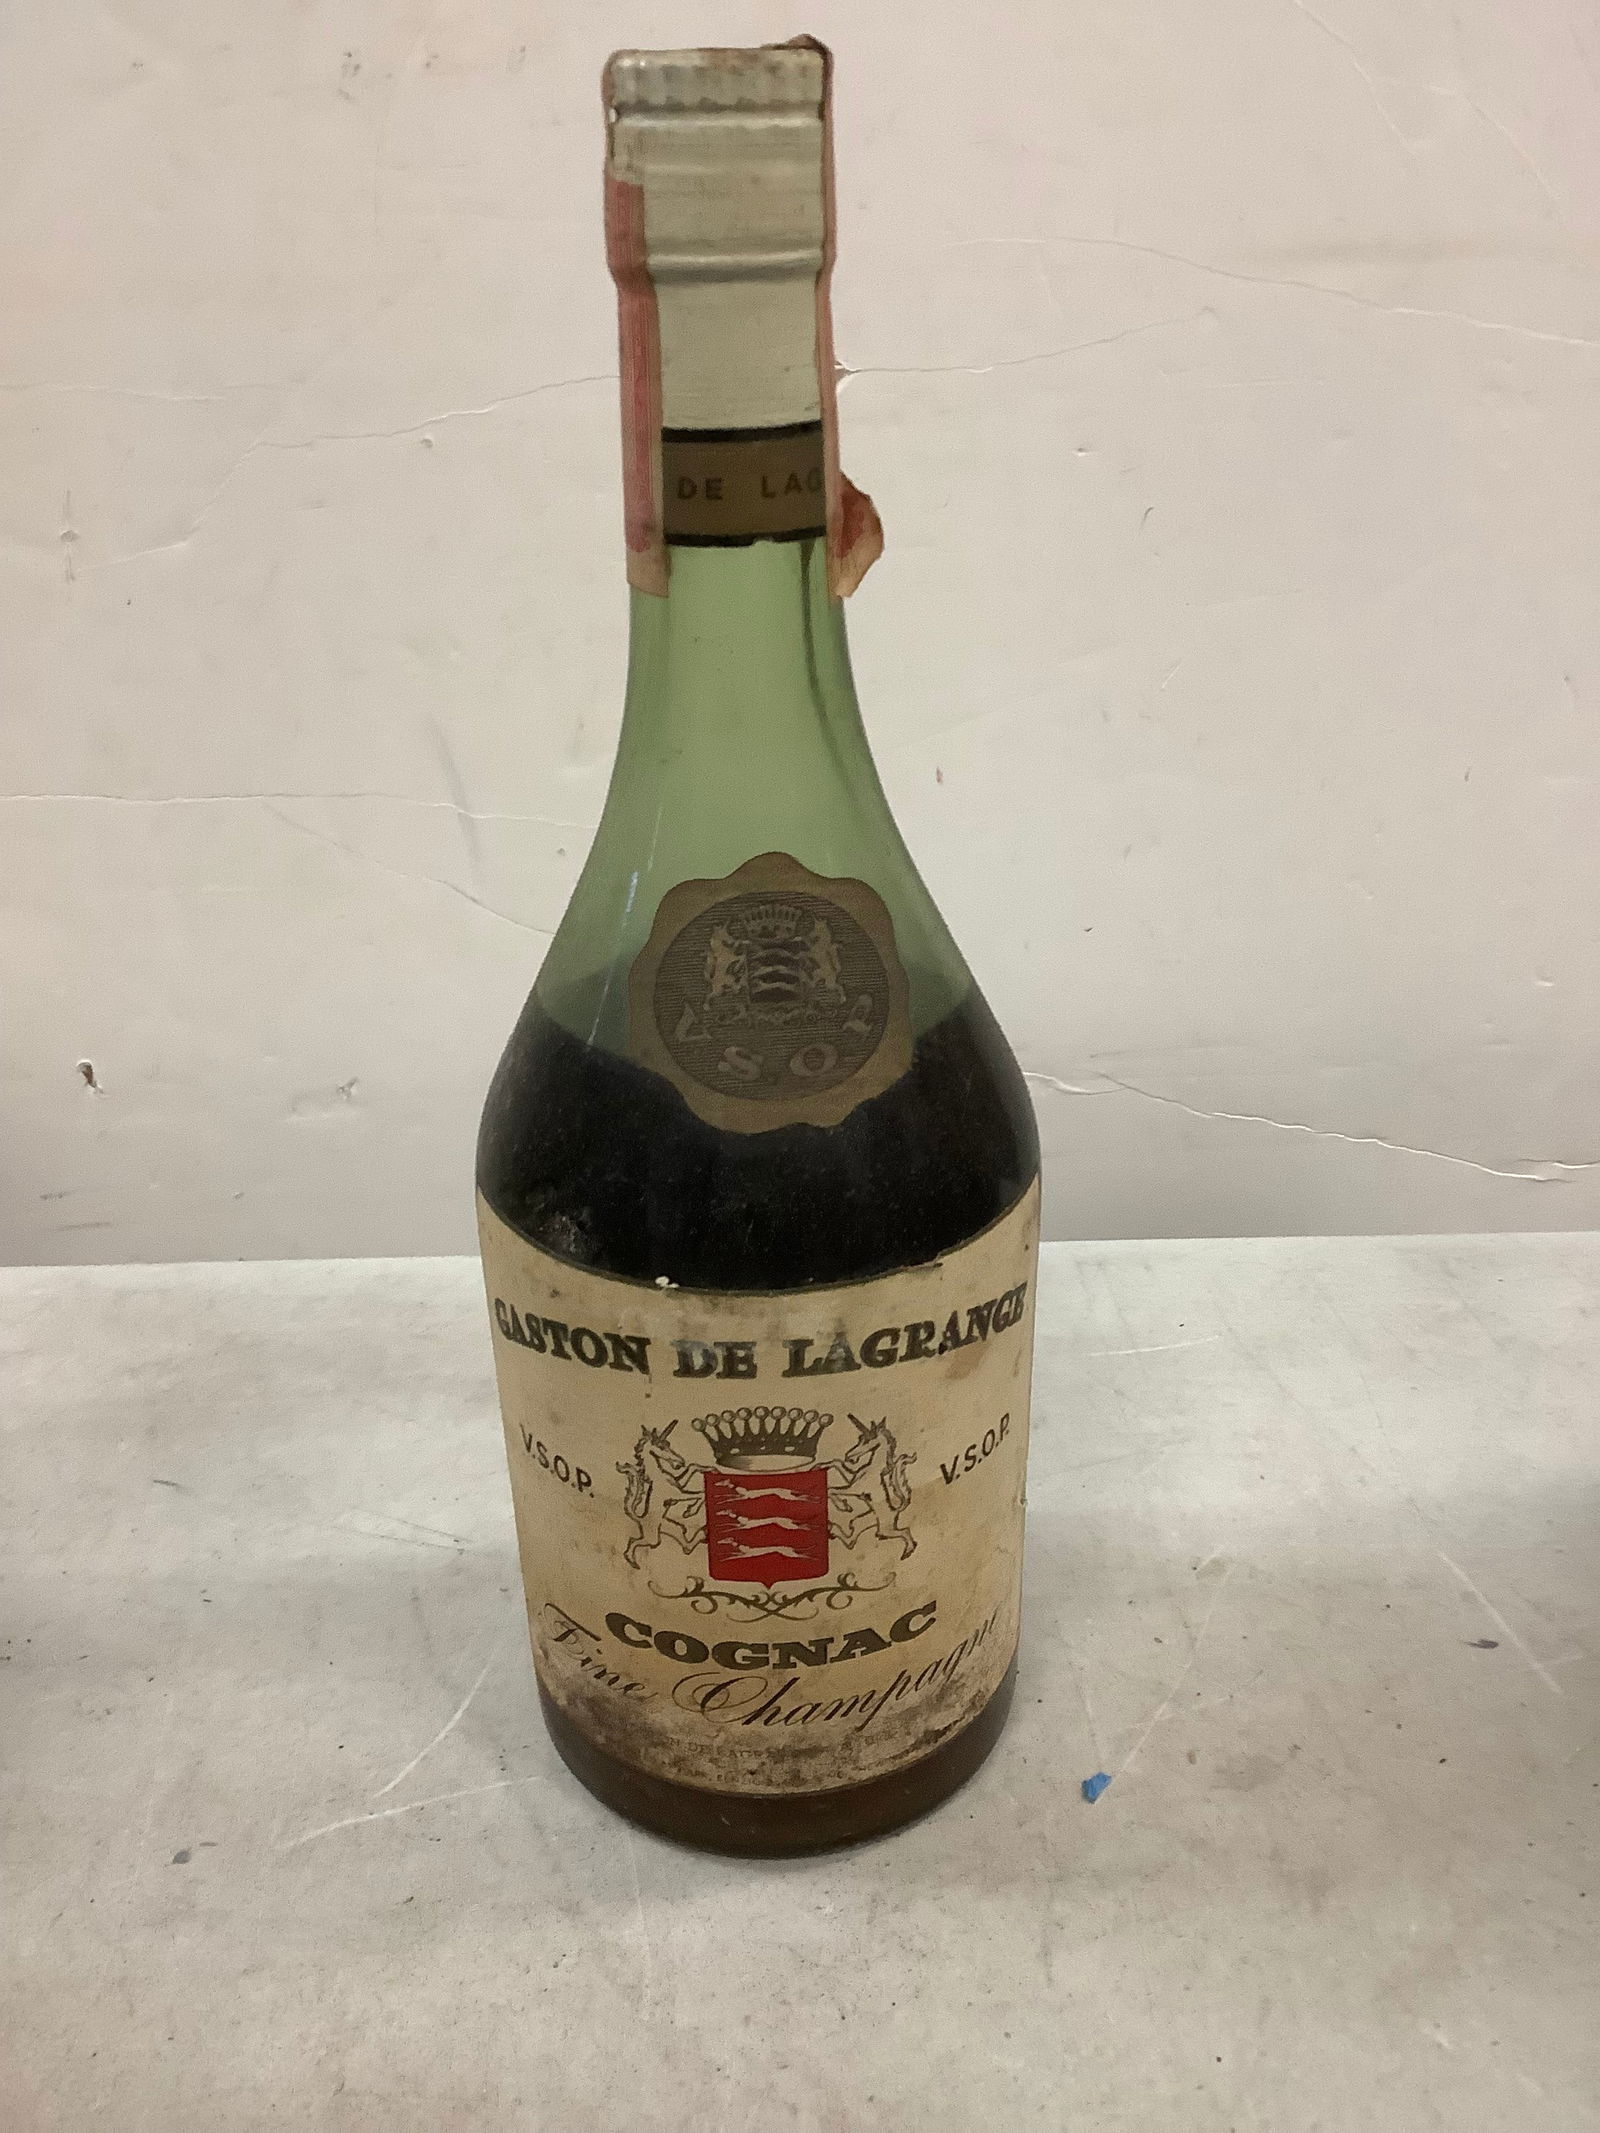 DE LAG
V.S.O.P
GASTON DE LAGRANGE
V.S.O.P. V.S.O.P.
COGNAC
Fine Champagne